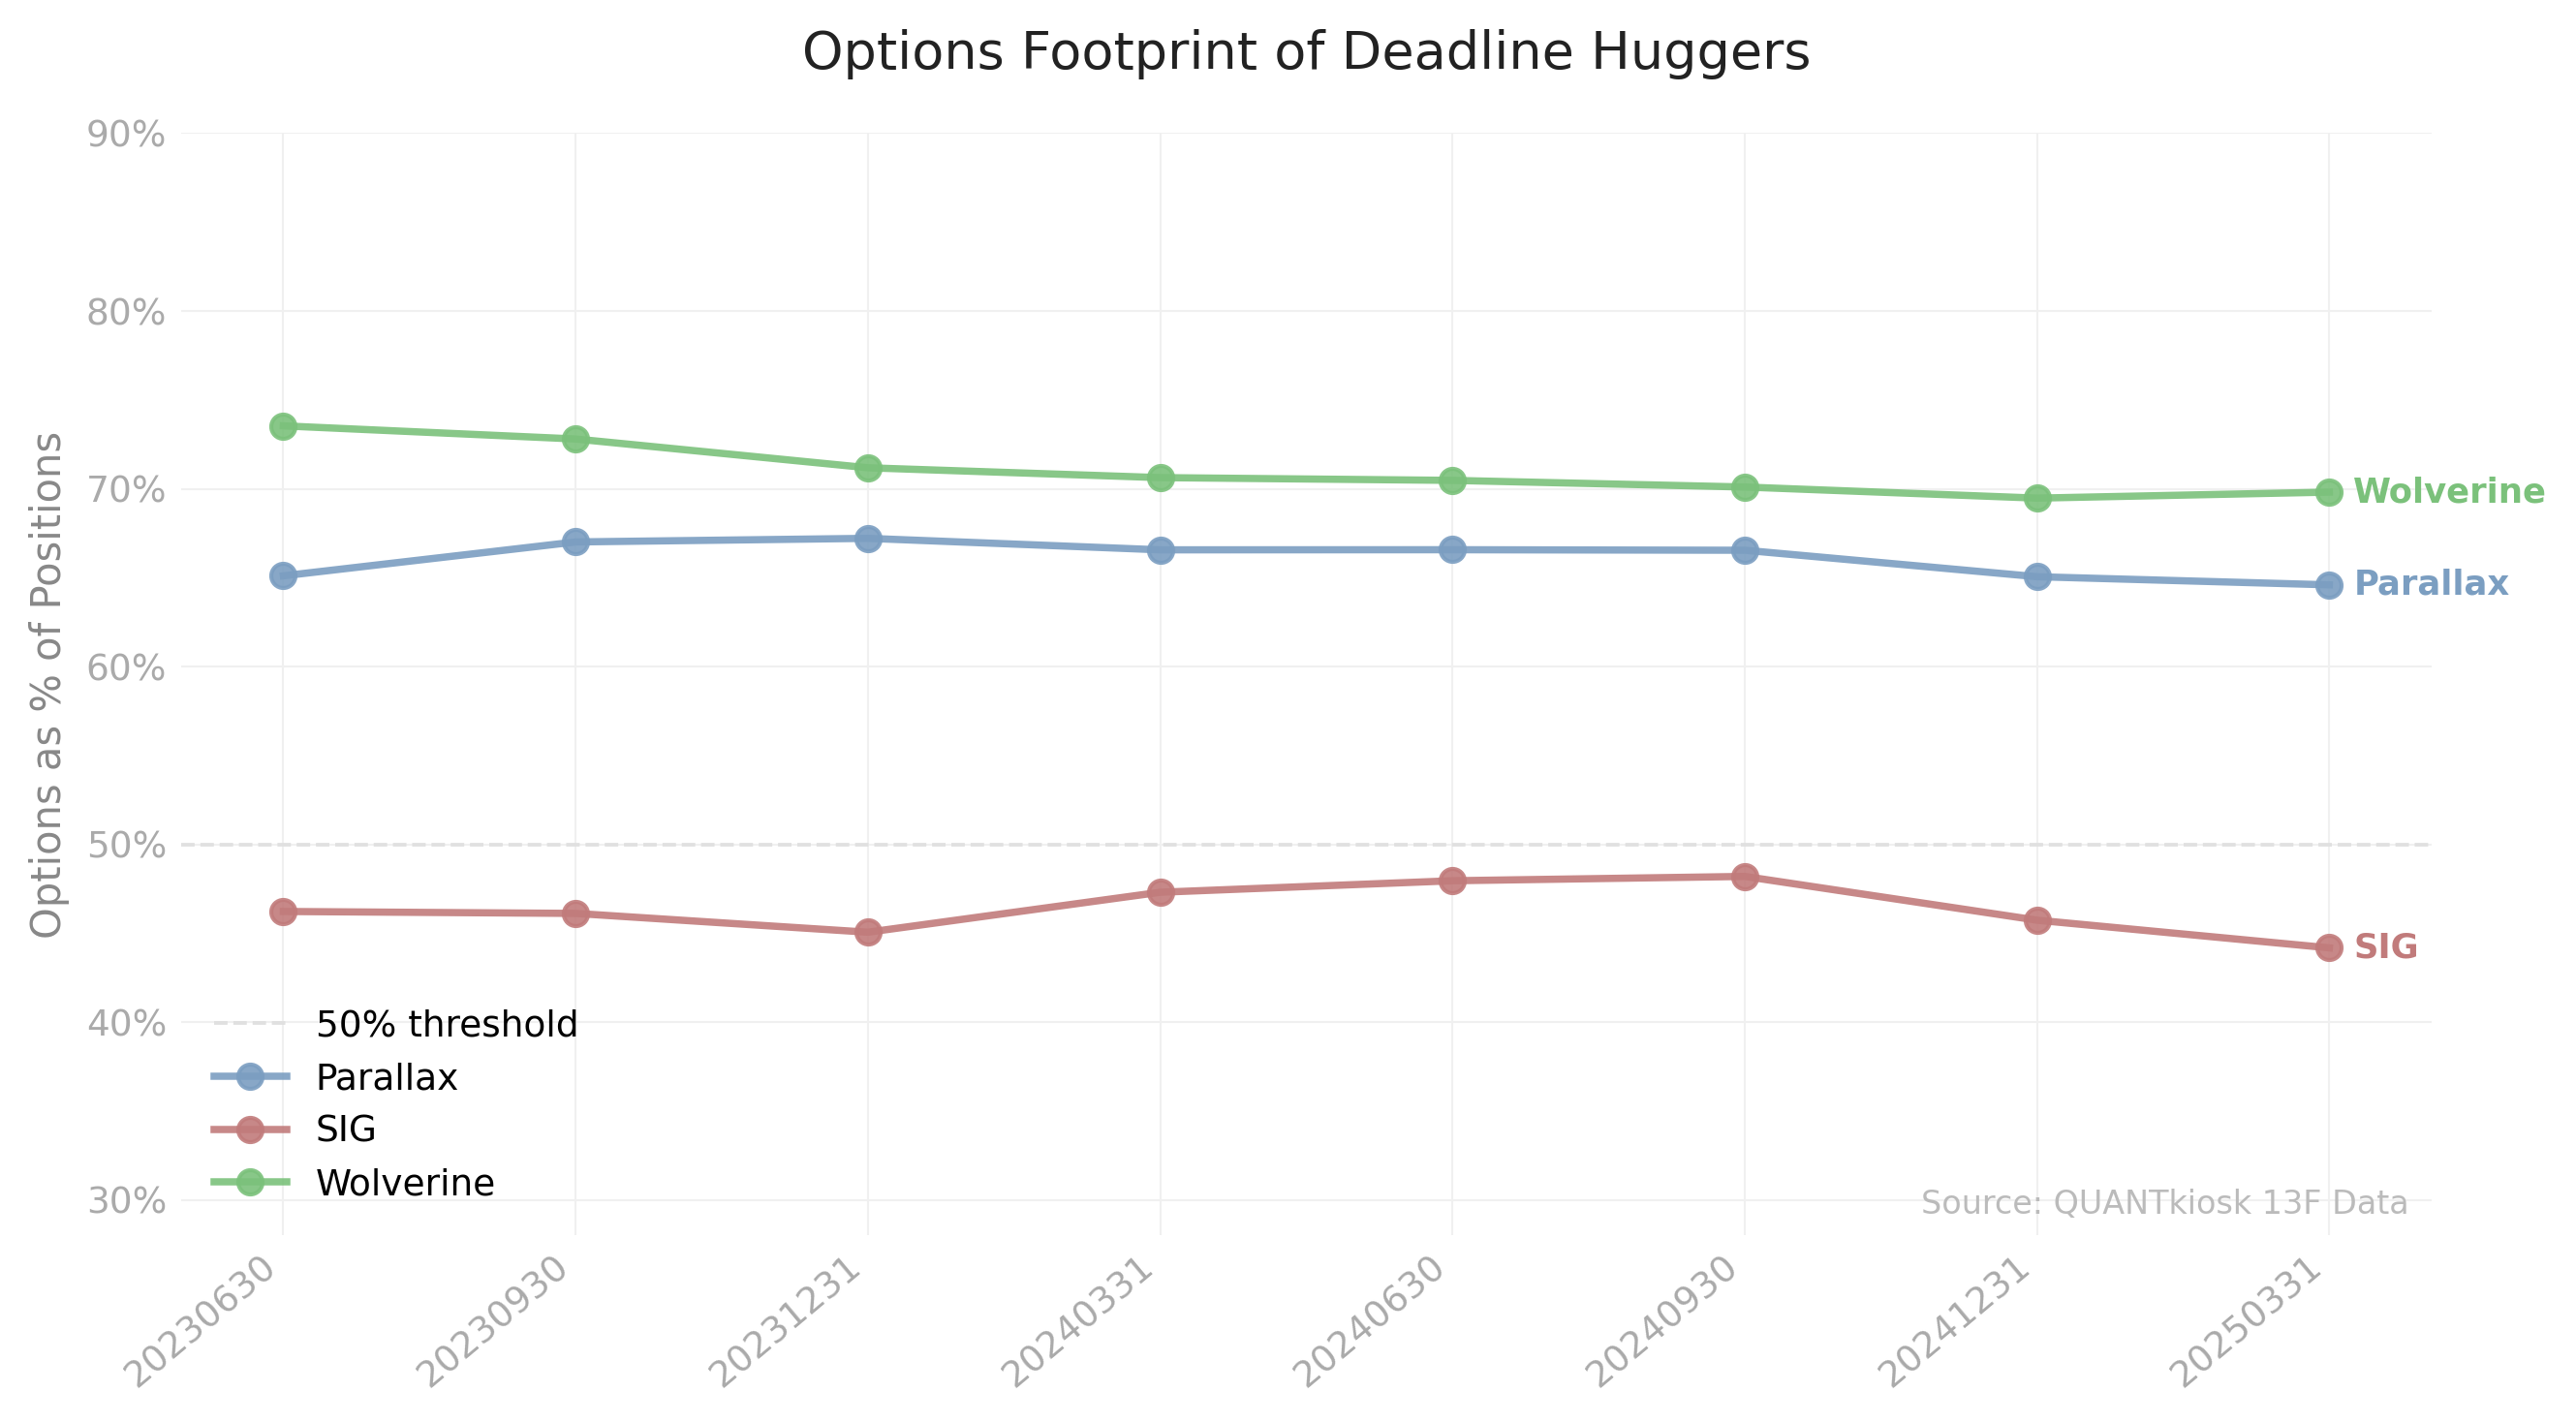 Options Footprint of Deadline Huggers
Options as % of Positions
90%
80%
70%
60%
50%
40%
30%
Wolverine
Parallax
SIG
50% threshold
Parallax
SIG
Wolverine
Source: QUANTkiosk 13F Data
20230630
20230930
20231231
20240331
20240630
20240930
20241231
20250331